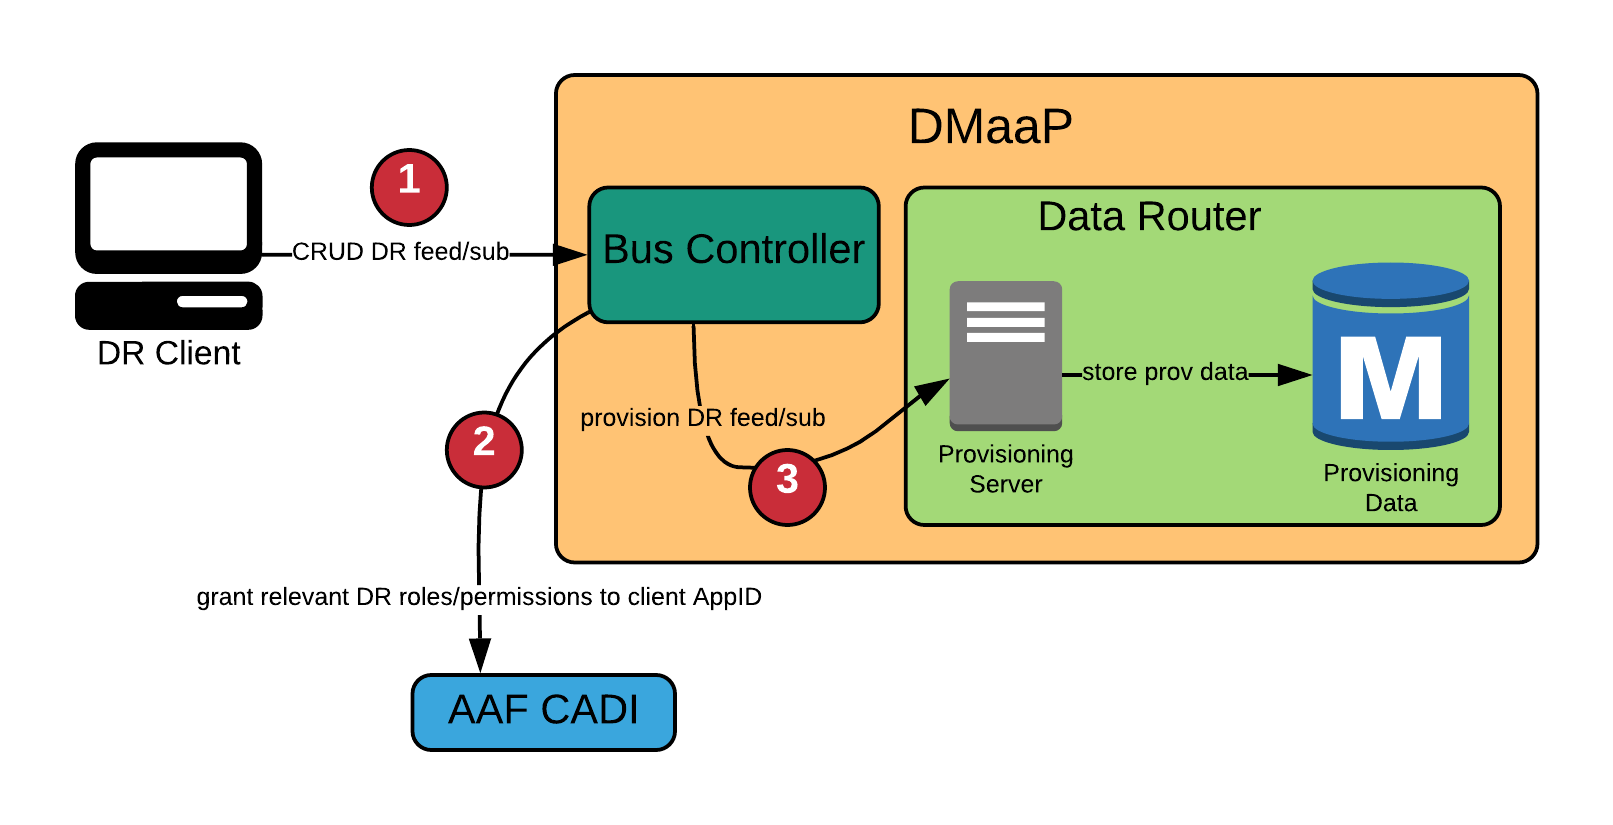 DMaaP
1
CRUD DR feed/sub
DR Client
Bus Controller
Data Router
store prov data
M
provision DR feed/sub
2
3
Provisioning
Server
Provisioning
Data
grant relevant DR roles/permissions to client AppID
AAF CADI